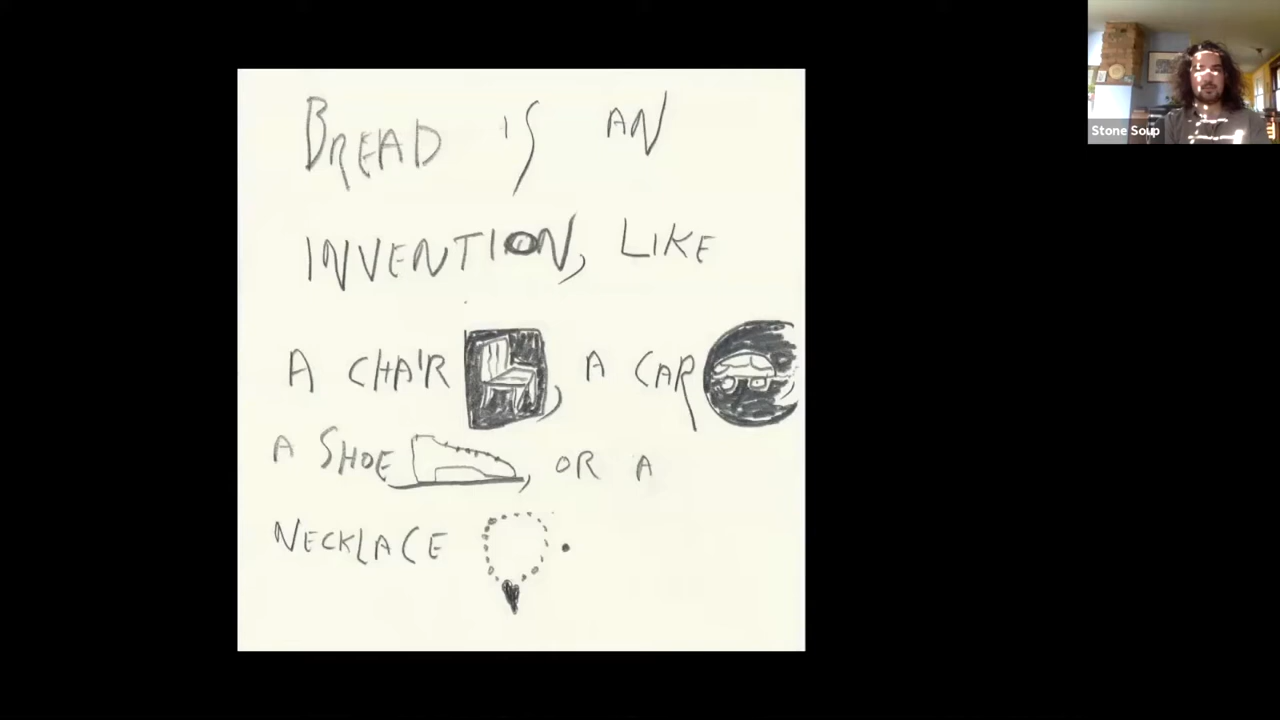 BREAD IS AN
INVENTION, LIKE
A CHAIR, A CAR
A SHOE, OR A
NECKLACE.
Stone Soup